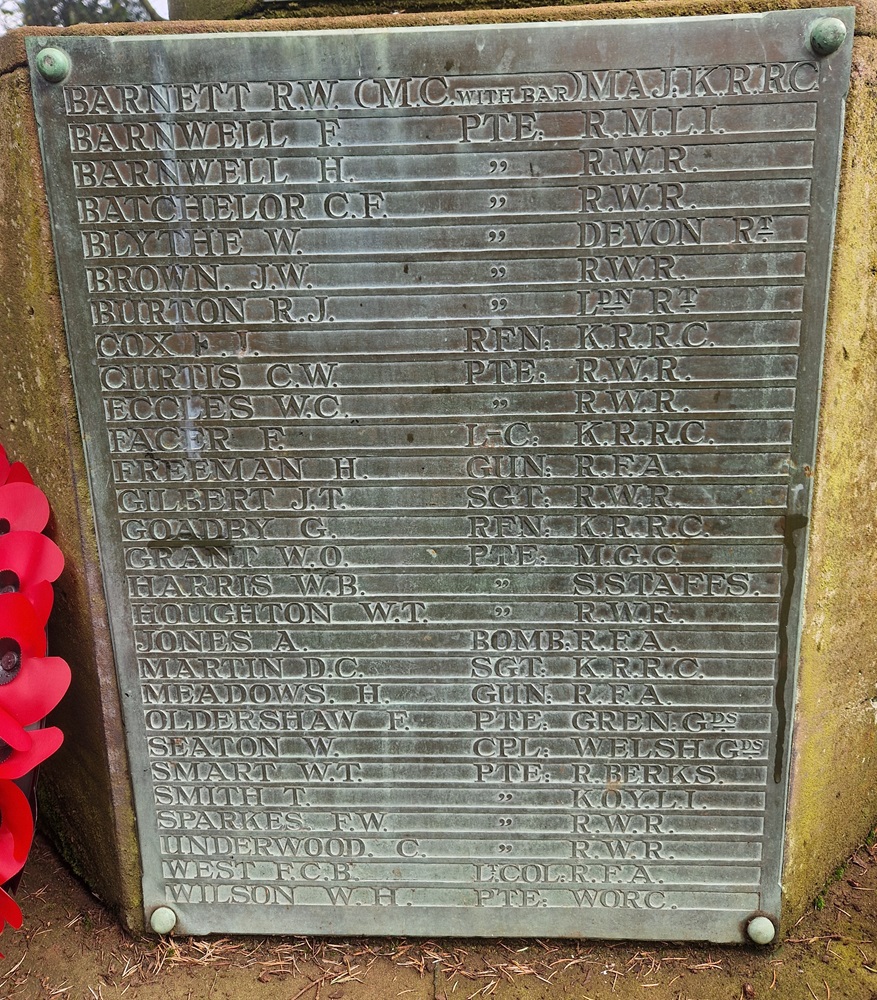 BARNETT R.W. (M.C. WITH BAR) MAJ: K.R.R.C
BARNWELL F. PTE: R.M.L.I.
BARNWELL H. ,, R.W.R.
BATCHELOR C.F. ,, R.W.R.
BLYTHE W. ,, DEVON RT
BROWN. J.W. ,, R.W.R.
BURTON R.J. ,, LDN RT
COX F.J. RFN: K.R.R.C.
CURTIS C.W. PTE: R.W.R.
ECCLES W.C. ,, R.W.R.
FACER F. L-C: K.R.R.C.
FREEMAN H. GUN: R.F.A.
GILBERT J.T. SGT: R.W.R.
GOADBY G. RFN: K.R.R.C.
GRANT W.O. PTE: M.G.C.
HARRIS W.B. ,, S.STAFFS.
HOUGHTON W.T. ,, R.W.R.
JONES A. BOMB: R.F.A.
MARTIN D.C. SGT: K.R.R.C.
MEADOWS. H. GUN: R.F.A.
OLDERSHAW F. PTE: GREN: GDS
SEATON W. CPL: WELSH GDS
SMART W.T. PTE: R.BERKS.
SMITH T. ,, K.O.Y.L.I.
SPARKES F.W. ,, R.W.R.
UNDERWOOD. C. ,, R.W.R.
WEST F.C.B. LT:COL: R.F.A.
WILSON W.H. PTE: WORC.